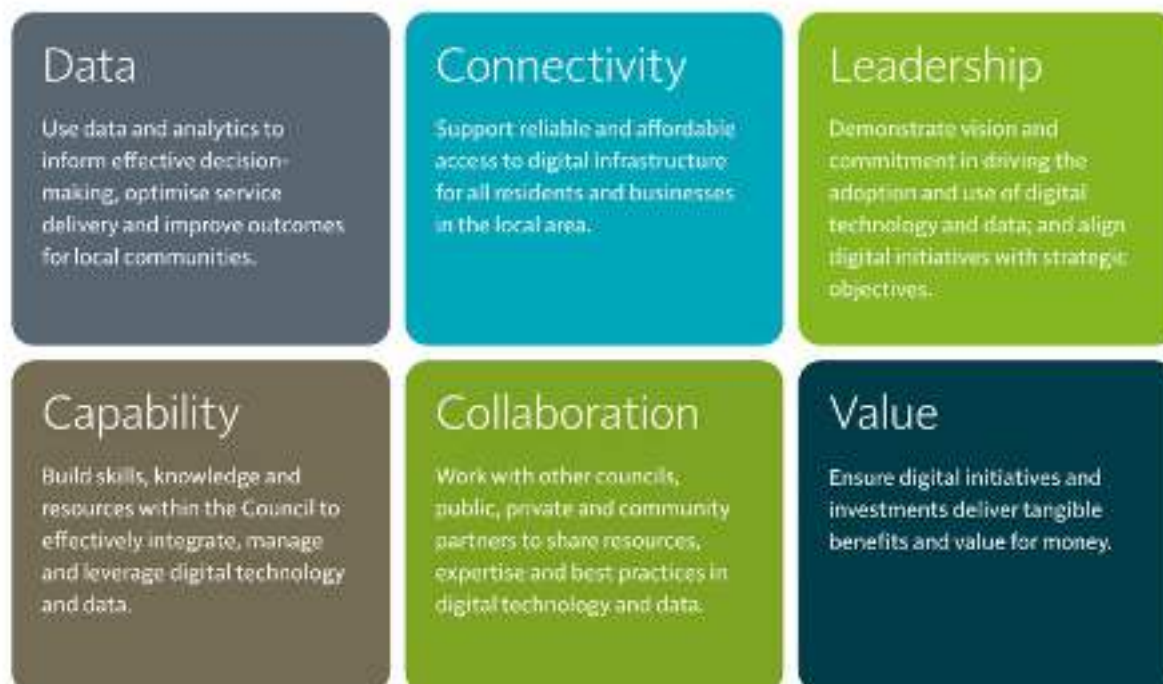 Data
Use data and analytics to
inform effective decision-
making, optimise service
delivery and improve outcomes
for local communities.
Connectivity
Support reliable and affordable
access to digital infrastructure
for all residents and businesses
in the local area.
Leadership
Demonstrate vision and
commitment in driving the
adoption and use of digital
technology and data; and align
digital initiatives with strategic
objectives.
Capability
Build skills, knowledge and
resources within the Council to
effectively integrate, manage
and leverage digital technology
and data.
Collaboration
Work with other councils,
public, private and community
partners to share resources,
expertise and best practices in
digital technology and data.
Value
Ensure digital initiatives and
investments deliver tangible
benefits and value for money.